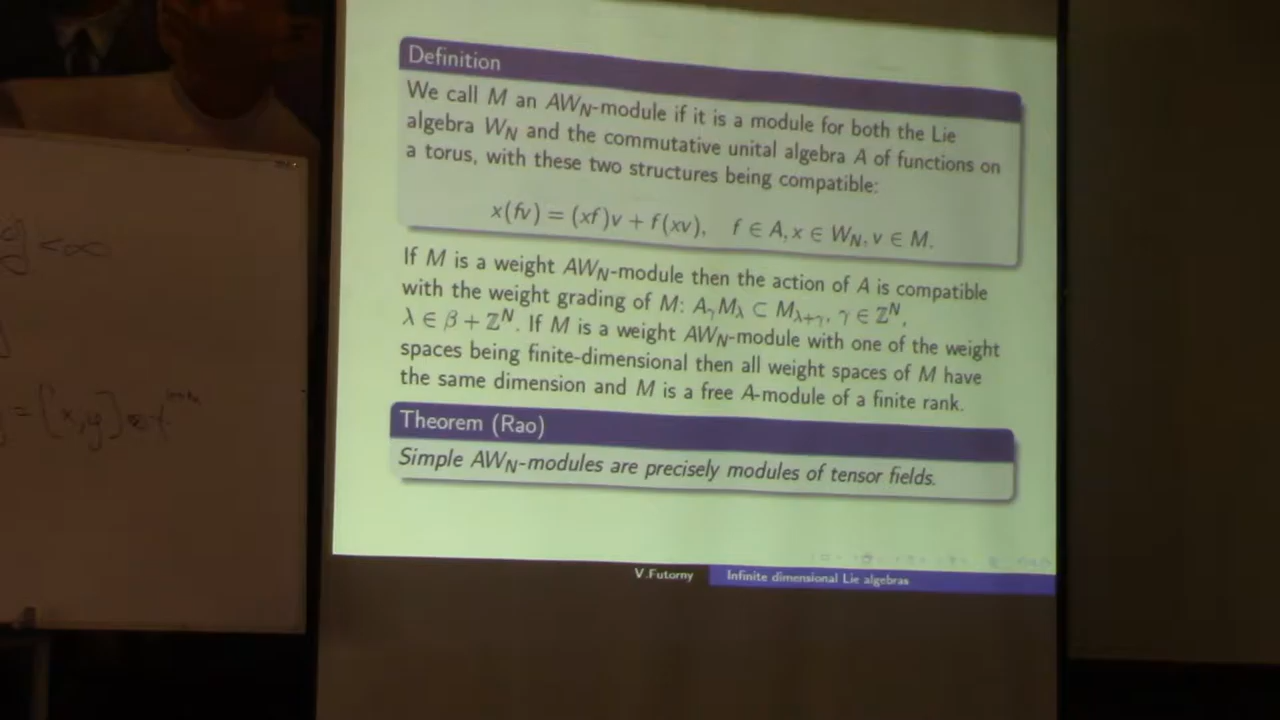 g < ∞
= [x,y] ⊗ t
Definition
We call M an AW_N-module if it is a module for both the Lie
algebra W_N and the commutative unital algebra A of functions on
a torus, with these two structures being compatible:
x(fv) = (xf)v + f(xv), f ∈ A, x ∈ W_N, v ∈ M.
If M is a weight AW_N-module then the action of A is compatible
with the weight grading of M: A_γ M_λ ⊂ M_{λ+γ}, γ ∈ ℤ^N,
λ ∈ β + ℤ^N. If M is a weight AW_N-module with one of the weight
spaces being finite-dimensional then all weight spaces of M have
the same dimension and M is a free A-module of a finite rank.
Theorem (Rao)
Simple AW_N-modules are precisely modules of tensor fields.
V.Futorny Infinite dimensional Lie algebras